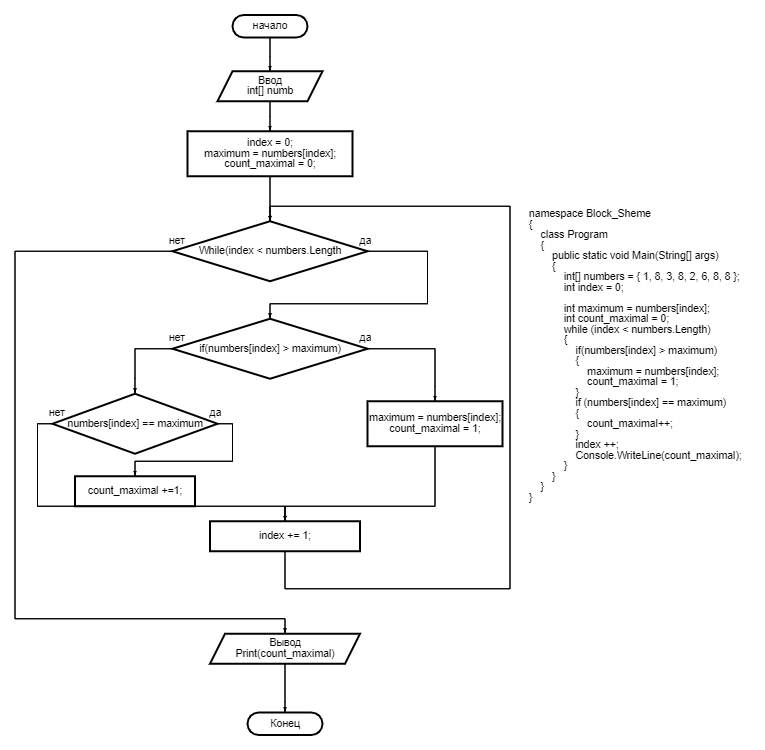 начало
Ввод
int[] numb
index = 0;
maximum = numbers[index];
count_maximal = 0;
нет
While(index < numbers.Length
да
нет
if(numbers[index] > maximum)
да
нет
numbers[index] == maximum
да
maximum = numbers[index];
count_maximal = 1;
count_maximal +=1;
index += 1;
Вывод
Print(count_maximal)
Конец
namespace Block_Sheme
{
class Program
{
public static void Main(String[] args)
{
int[] numbers = { 1, 8, 3, 8, 2, 6, 8, 8 };
int index = 0;
int maximum = numbers[index];
int count_maximal = 0;
while (index < numbers.Length)
{
if(numbers[index] > maximum)
{
maximum = numbers[index];
count_maximal = 1;
}
if (numbers[index] == maximum)
{
count_maximal++;
}
index ++;
Console.WriteLine(count_maximal);
}
}
}
}